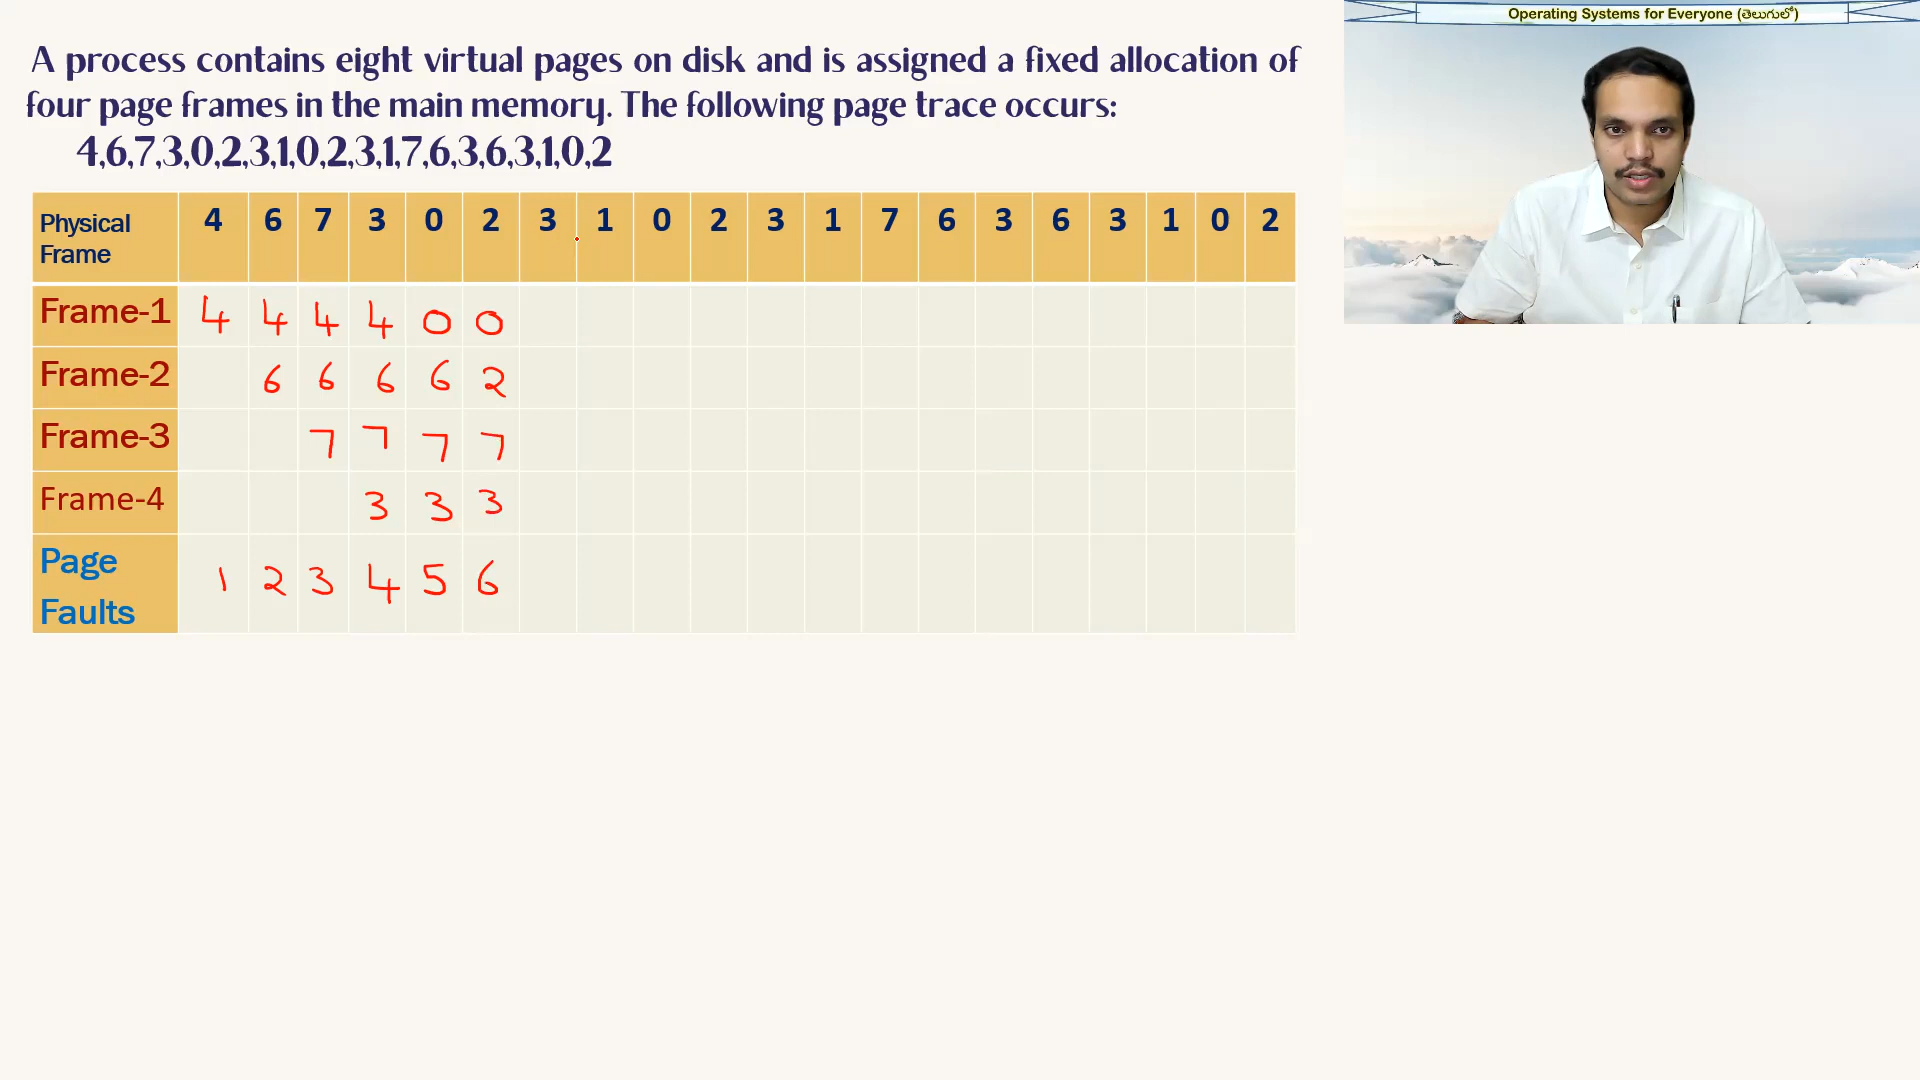 Operating Systems for Everyone (తెలుగులో)
A process contains eight virtual pages on disk and is assigned a fixed allocation of
four page frames in the main memory. The following page trace occurs:
4,6,7,3,0,2,3,1,0,2,3,1,7,6,3,6,3,1,0,2
Physical Frame 4 6 7 3 0 2 3 1 0 2 3 1 7 6 3 6 3 1 0 2
Frame-1 4 4 4 4 0 0
Frame-2 6 6 6 6 2
Frame-3 7 7 7 7
Frame-4 3 3 3
Page Faults 1 2 3 4 5 6